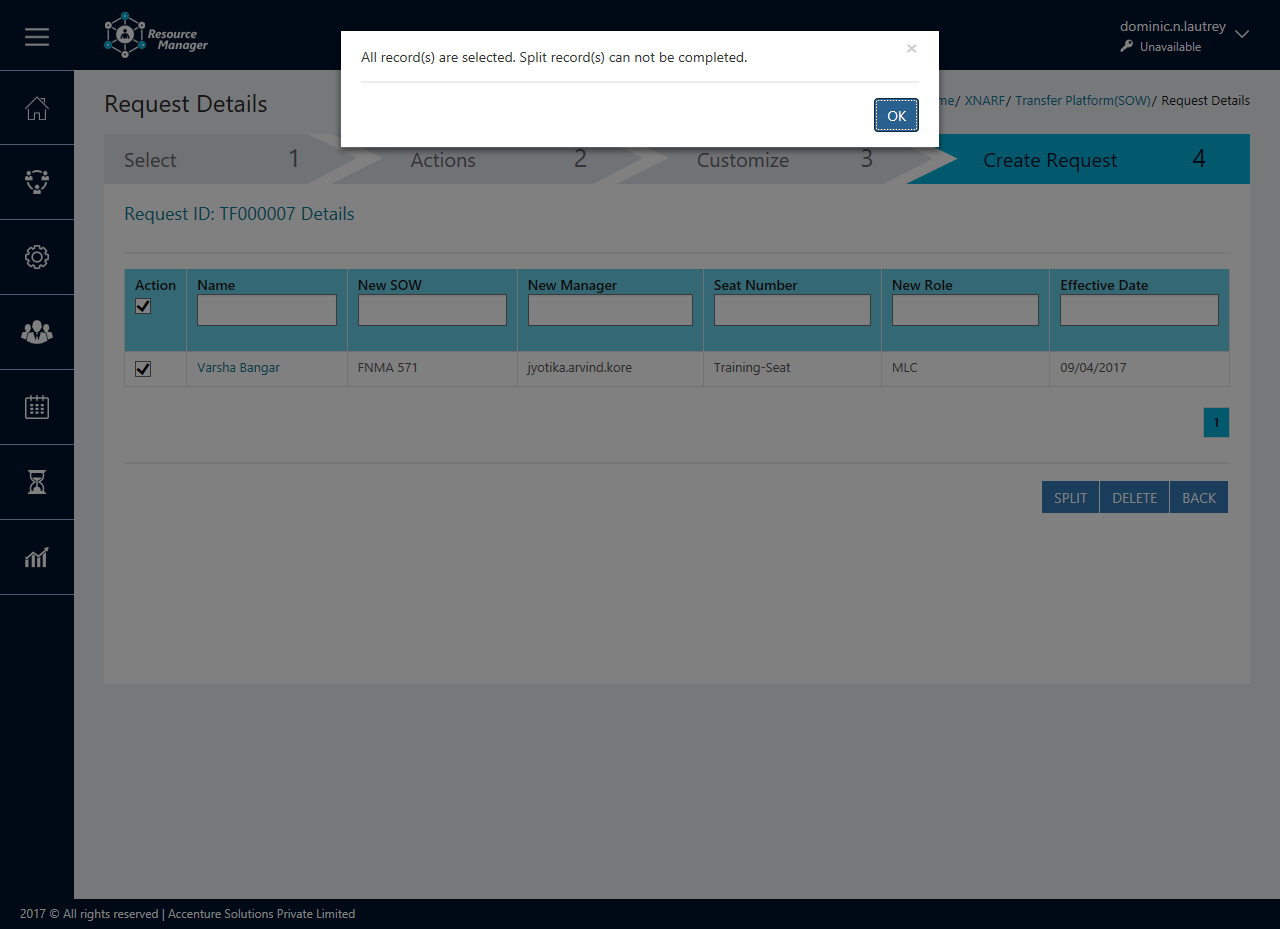 Resource
Manager
dominic.n.lautrey
Unavailable
All record(s) are selected. Split record(s) can not be completed.
×
OK
Request Details
me/ XNARF/ Transfer Platform(SOW)/ Request Details
Select 1 Actions 2 Customize 3 Create Request 4
Request ID: TF000007 Details
Action Name New SOW New Manager Seat Number New Role Effective Date
Varsha Bangar FNMA 571 jyotika.arvind.kore Training-Seat MLC 09/04/2017
1
SPLIT DELETE BACK
2017 © All rights reserved | Accenture Solutions Private Limited